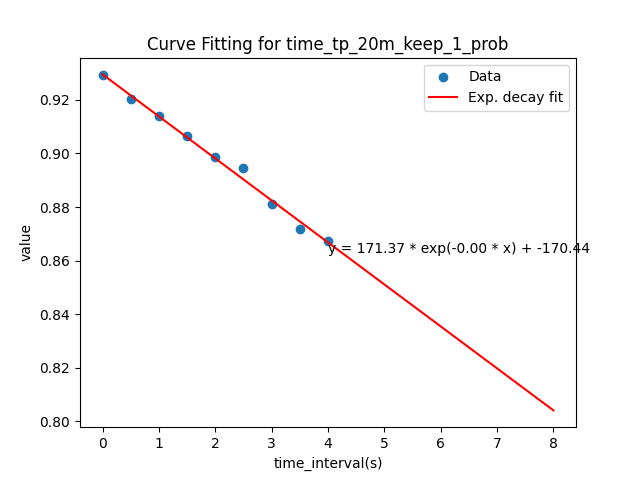 Curve Fitting for time_tp_20m_keep_1_prob
Data
Exp. decay fit
0.92
0.90
0.88
0.86
0.84
0.82
0.80
value
y = 171.37 * exp(-0.00 * x) + -170.44
0 1 2 3 4 5 6 7 8
time_interval(s)